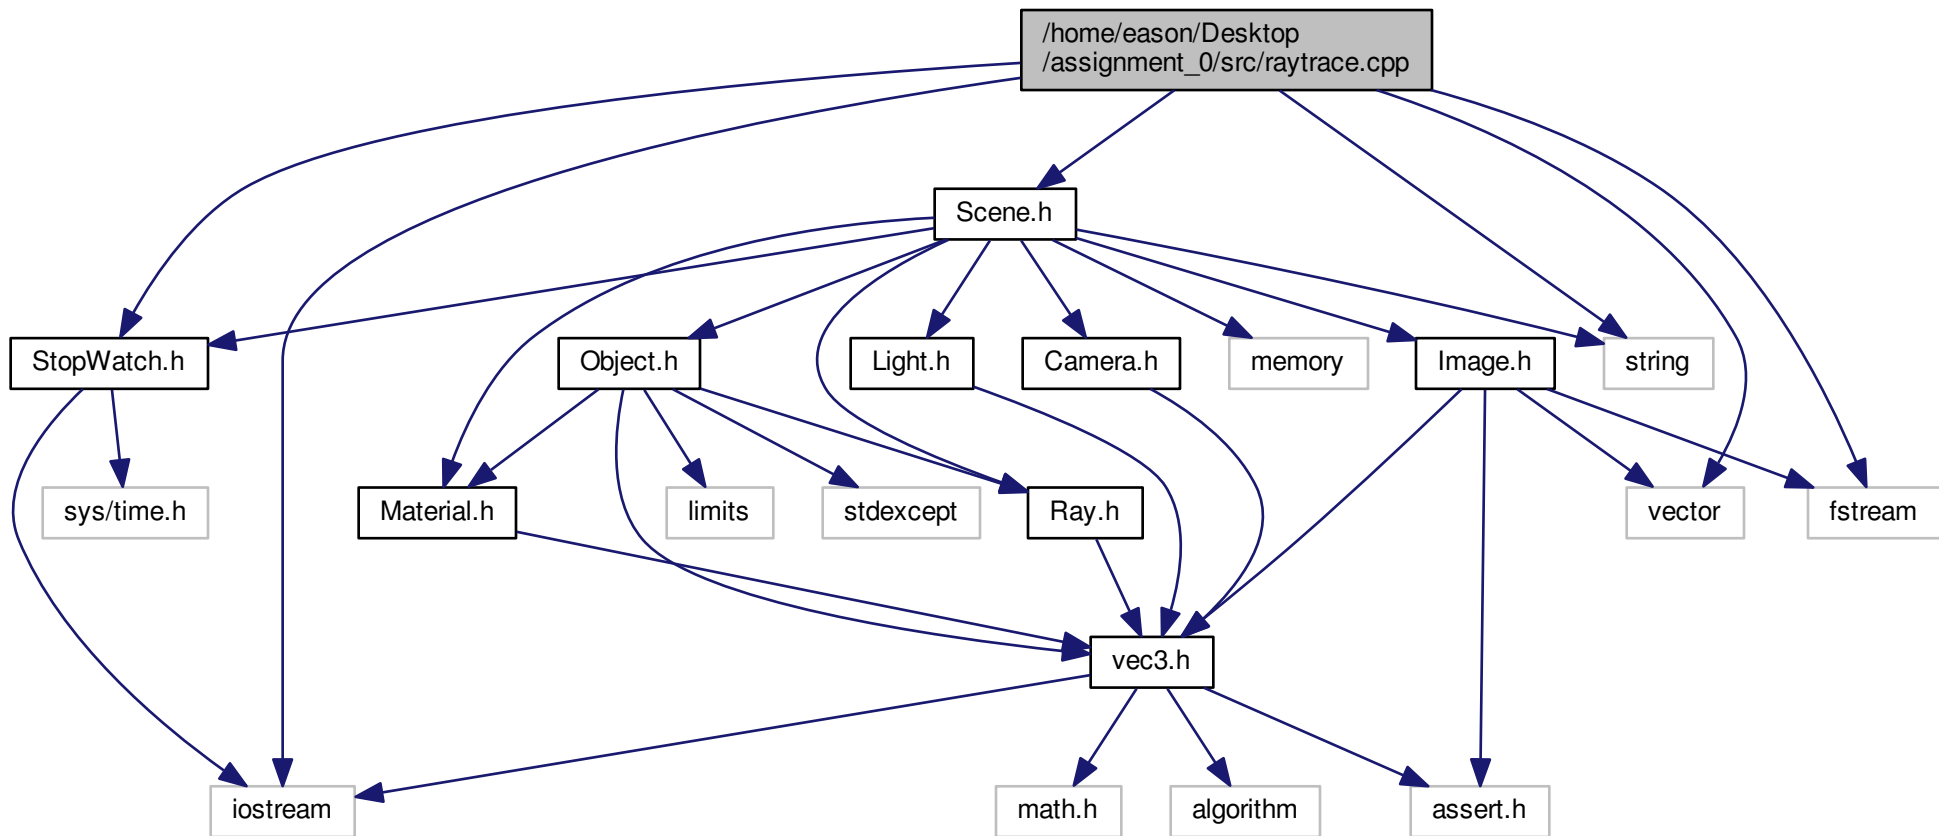 /home/eason/Desktop
/assignment_0/src/raytrace.cpp
Scene.h
StopWatch.h
Object.h
Light.h
Camera.h
memory
Image.h
string
sys/time.h
Material.h
limits
stdexcept
Ray.h
vector
fstream
vec3.h
iostream
math.h
algorithm
assert.h